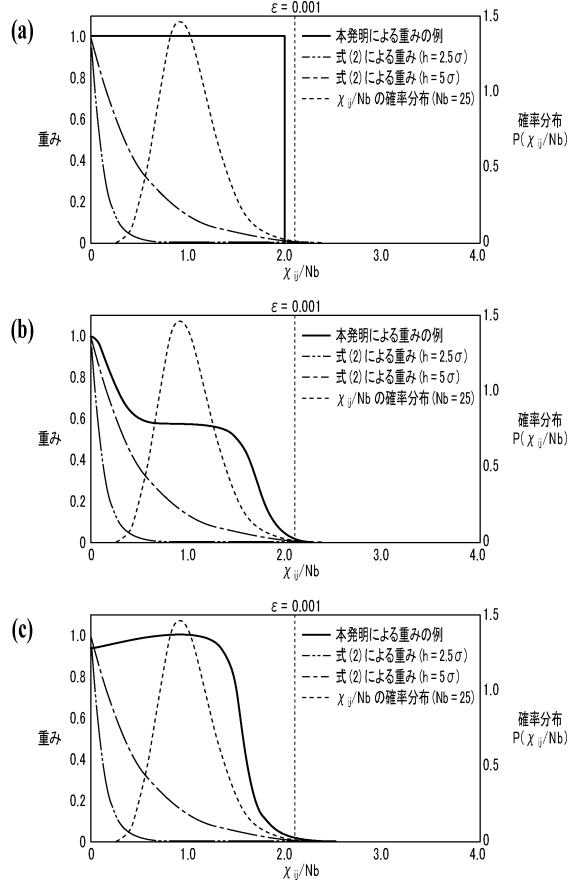 (a)
ε = 0.001
1.0
0.8
0.6
0.4
0.2
0
重み
1.5
1.0
0.5
0
確率分布
P(χij/Nb)
本発明による重みの例
式(2)による重み(h = 2.5σ)
式(2)による重み(h = 5σ)
χij/Nb の確率分布(Nb = 25)
0 1.0 2.0 3.0 4.0
χij/Nb
(b)
ε = 0.001
1.0
0.8
0.6
0.4
0.2
0
重み
1.5
1.0
0.5
0
確率分布
P(χij/Nb)
本発明による重みの例
式(2)による重み(h = 2.5σ)
式(2)による重み(h = 5σ)
χij/Nb の確率分布(Nb = 25)
0 1.0 2.0 3.0 4.0
χij/Nb
(c)
ε = 0.001
1.0
0.8
0.6
0.4
0.2
0
重み
1.5
1.0
0.5
0
確率分布
P(χij/Nb)
本発明による重みの例
式(2)による重み(h = 2.5σ)
式(2)による重み(h = 5σ)
χij/Nb の確率分布(Nb = 25)
0 1.0 2.0 3.0 4.0
χij/Nb